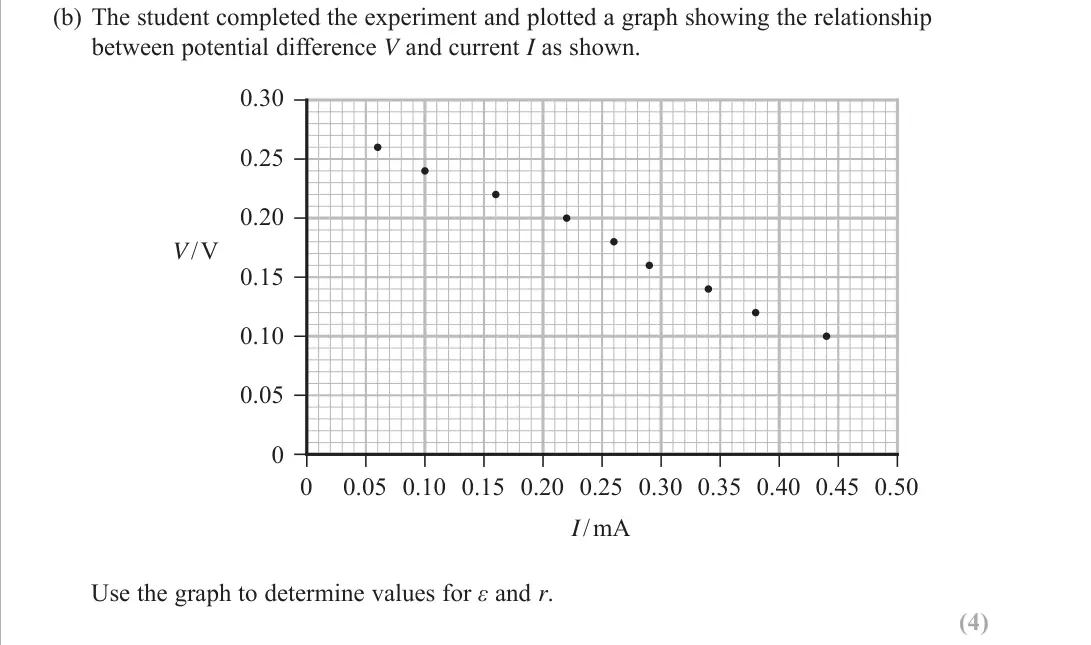 (b) The student completed the experiment and plotted a graph showing the relationship
between potential difference V and current I as shown.
0.30
0.25
0.20
V/V
0.15
0.10
0.05
0
0 0.05 0.10 0.15 0.20 0.25 0.30 0.35 0.40 0.45 0.50
I/mA
Use the graph to determine values for ε and r.
(4)